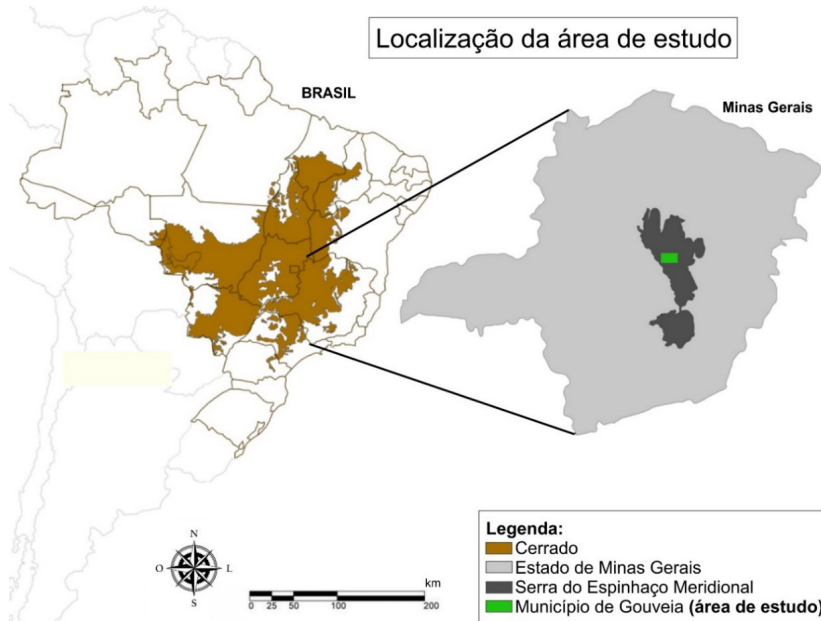 Localização da área de estudo
BRASIL
Minas Gerais
N
O L
S
km
0 25 50 100 200
Legenda:
Cerrado
Estado de Minas Gerais
Serra do Espinhaço Meridional
Município de Gouveia (área de estudo)